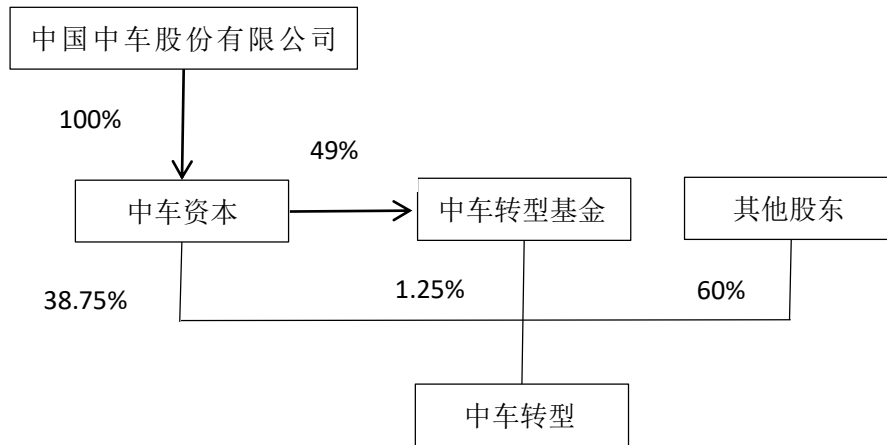 中国中车股份有限公司
100%
49%
中车资本
中车转型基金
其他股东
38.75%
1.25%
60%
中车转型